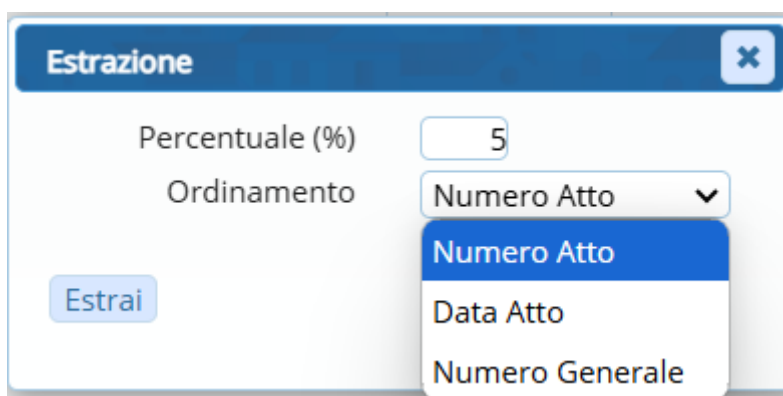 Estrazione
Percentuale (%) 5
Ordinamento Numero Atto
Numero Atto
Estrai
Data Atto
Numero Generale